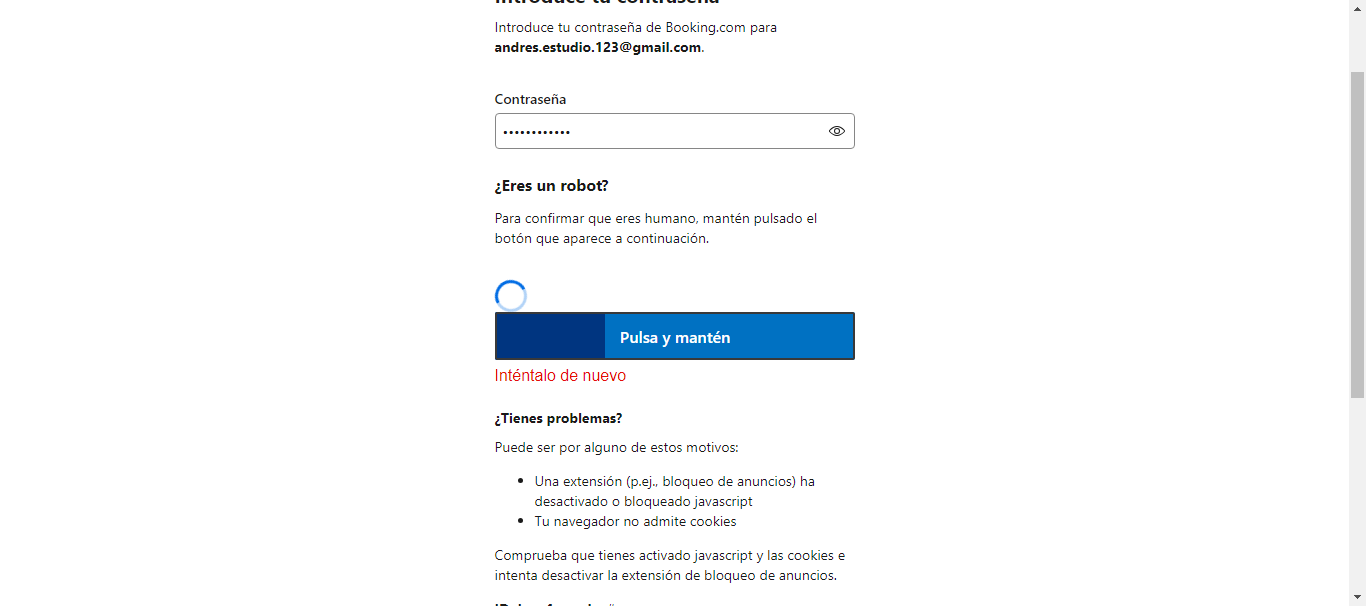 Introduce tu contraseña
Introduce tu contraseña de Booking.com para
andres.estudio.123@gmail.com.
Contraseña
••••••••••••
¿Eres un robot?
Para confirmar que eres humano, mantén pulsado el
botón que aparece a continuación.
Pulsa y mantén
Inténtalo de nuevo
¿Tienes problemas?
Puede ser por alguno de estos motivos:
• Una extensión (p.ej., bloqueo de anuncios) ha
desactivado o bloqueado javascript
• Tu navegador no admite cookies
Comprueba que tienes activado javascript y las cookies e
intenta desactivar la extensión de bloqueo de anuncios.